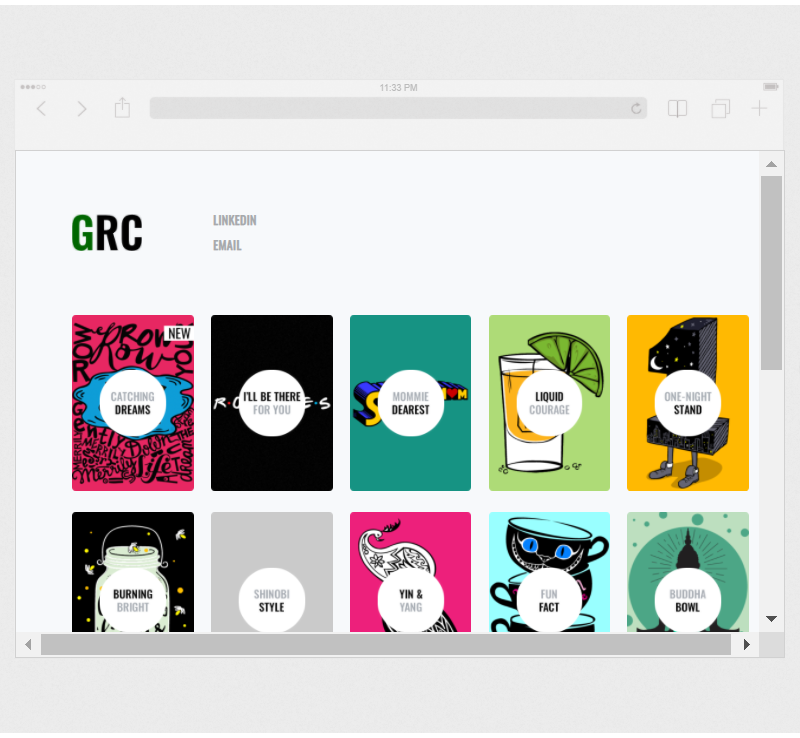 11:33 PM
GRC
LINKEDIN
EMAIL
NEW
CATCHING
DREAMS
I'LL BE THERE
FOR YOU
MOMMIE
DEAREST
LIQUID
COURAGE
ONE-NIGHT
STAND
BURNING
BRIGHT
SHINOBI
STYLE
YIN &
YANG
FUN
FACT
BUDDHA
BOWL